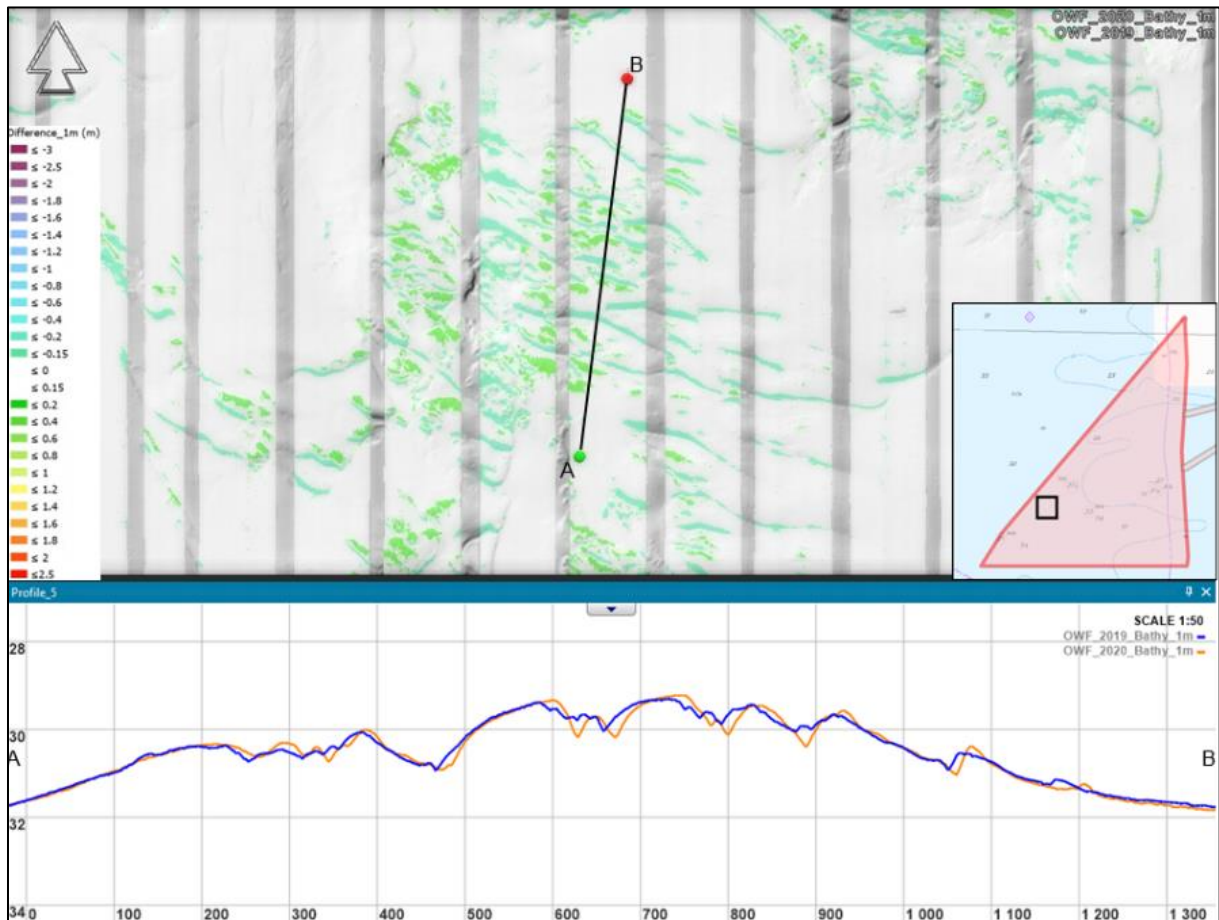 OWF_2020_Bathy_1m
OWF_2019_Bathy_1m
B
Difference_1m (m)
≤ -3
≤ -2.5
≤ -2
≤ -1.8
≤ -1.6
≤ -1.4
≤ -1.2
≤ -1
≤ -0.8
≤ -0.6
≤ -0.4
≤ -0.2
≤ -0.15
≤ 0
≤ 0.15
≤ 0.2
≤ 0.4
≤ 0.6
≤ 0.8
≤ 1
≤ 1.2
≤ 1.4
≤ 1.6
≤ 1.8
≤ 2
≤2.5
A
Profile_5
SCALE 1:50
OWF_2019_Bathy_1m
OWF_2020_Bathy_1m
28
30
A
B
32
34 0 100 200 300 400 500 600 700 800 900 1 000 1 100 1 200 1 300